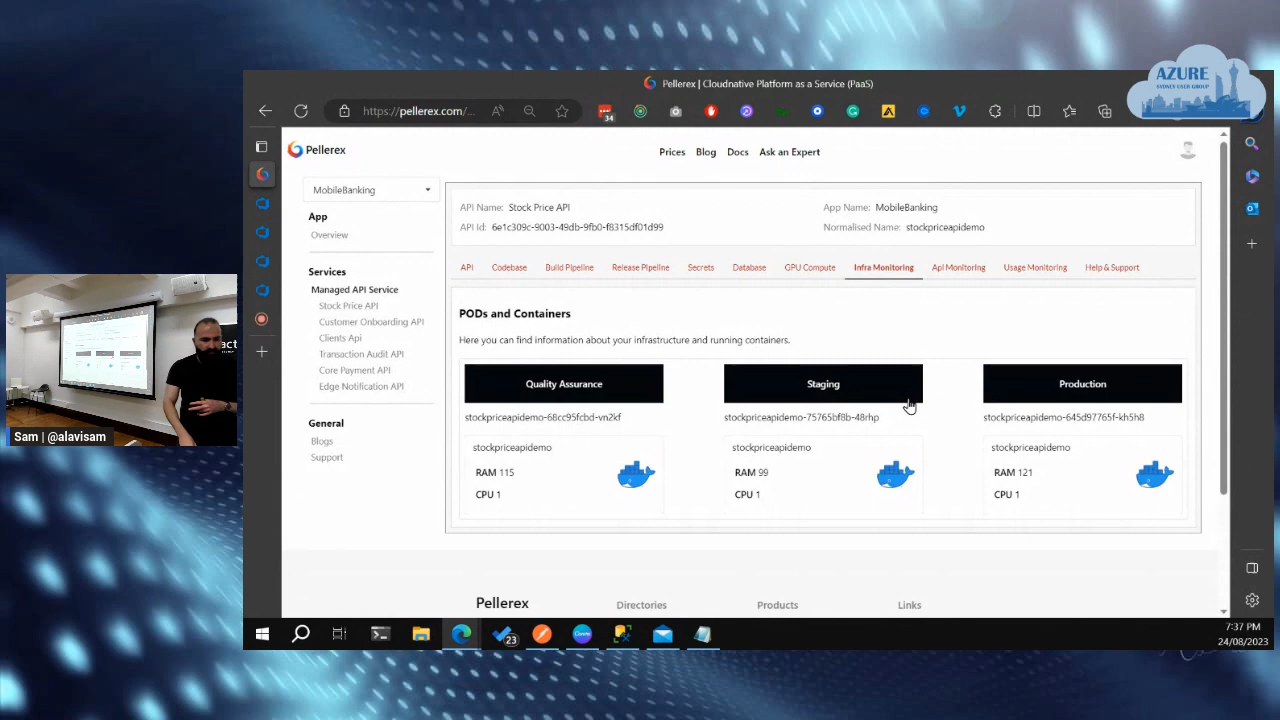 AZURE
SYDNEY USER GROUP
Pellerex | Cloudnative Platform as a Service (PaaS)
https://pellerex.com/...
34
Pellerex
Prices Blog Docs Ask an Expert
MobileBanking
App
Overview
Services
Managed API Service
Stock Price API
Customer Onboarding API
Clients Api
Transaction Audit API
Core Payment API
Edge Notification API
General
Blogs
Support
API Name: Stock Price API
App Name: MobileBanking
API Id: 6e1c309c-9003-49db-9fb0-f8315df01d99
Normalised Name: stockpriceapidemo
API Codebase Build Pipeline Release Pipeline Secrets Database GPU Compute Infra Monitoring Api Monitoring Usage Monitoring Help & Support
PODs and Containers
Here you can find information about your infrastructure and running containers.
Quality Assurance
stockpriceapidemo-68cc95fcbd-vn2kf
stockpriceapidemo
RAM 115
CPU 1
Staging
stockpriceapidemo-75765bf8b-48rhp
stockpriceapidemo
RAM 99
CPU 1
Production
stockpriceapidemo-645d97765f-kh5h8
stockpriceapidemo
RAM 121
CPU 1
Pellerex
Directories
Products
Links
act
Sam | @alavisam
23
7:37 PM
24/08/2023